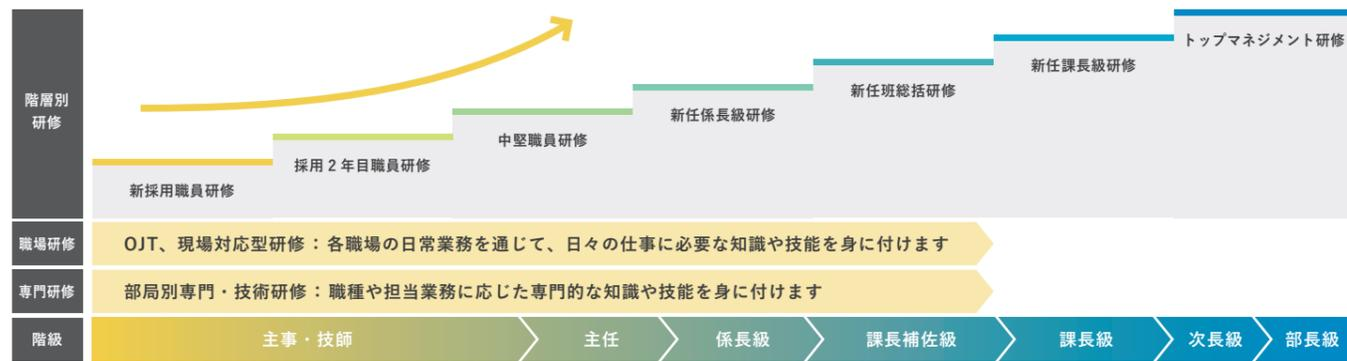 階層別
研修
新採用職員研修
採用2年目職員研修
中堅職員研修
新任係長級研修
新任班総括研修
新任課長級研修
トップマネジメント研修
職場研修
OJT、現場対応型研修：各職場の日常業務を通じて、日々の仕事に必要な知識や技能を身に付けます
専門研修
部局別専門・技術研修：職種や担当業務に応じた専門的な知識や技能を身に付けます
階級
主事・技師
主任
係長級
課長補佐級
課長級
次長級
部長級